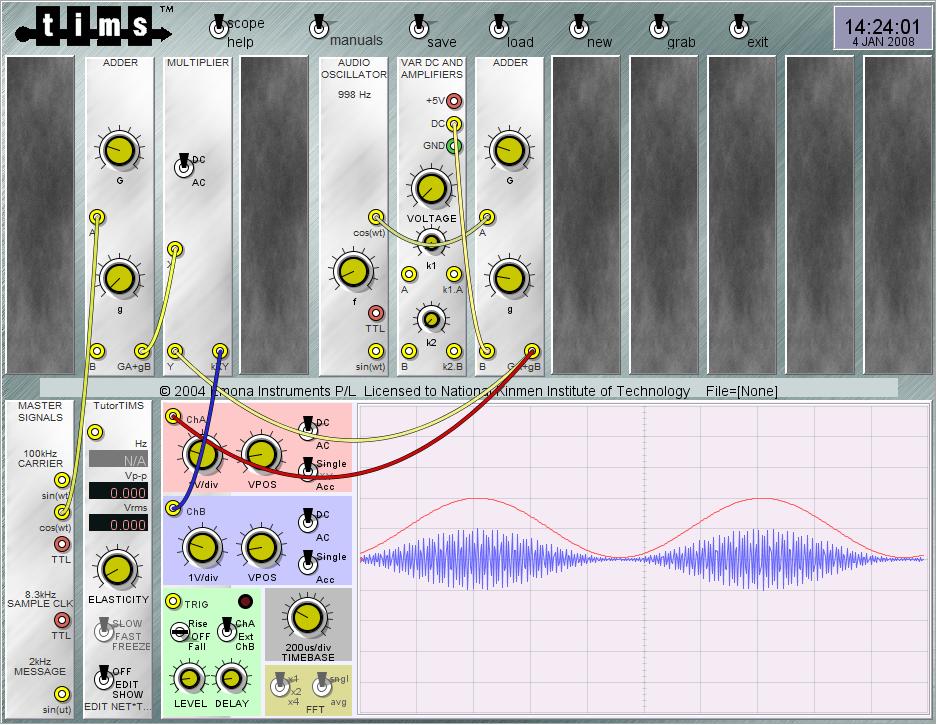 tims TM
scope
help
manuals
save
load
new
grab
exit
14:24:01
4 JAN 2008
ADDER
G
A
g
B GA+gB
MULTIPLIER
DC
AC
X
Y kXY
AUDIO
OSCILLATOR
998 Hz
cos(wt)
f
TTL
sin(wt)
VAR DC AND
AMPLIFIERS
+5V
DC
GND
VOLTAGE
k1
A k1.A
k2
B k2.B
ADDER
G
A
g
B GA+gB
© 2004 Emona Instruments P/L Licensed to National Kinmen Institute of Technology File=[None]
MASTER
SIGNALS
100kHz
CARRIER
sin(wt)
cos(wt)
TTL
8.3kHz
SAMPLE CLK
TTL
2kHz
MESSAGE
sin(ut)
TutorTIMS
Hz
N/A
Vp-p
0.000
Vrms
0.000
ELASTICITY
SLOW
FAST
FREEZE
OFF
EDIT
SHOW
EDIT NET*T...
ChA
DC
AC
Single
Acc
1V/div VPOS
ChB
DC
AC
Single
Acc
1V/div VPOS
TRIG
Rise
OFF
Fall
ChA
Ext
ChB
LEVEL DELAY
200us/div
TIMEBASE
x1
x2
x4
sngl
avg
FFT